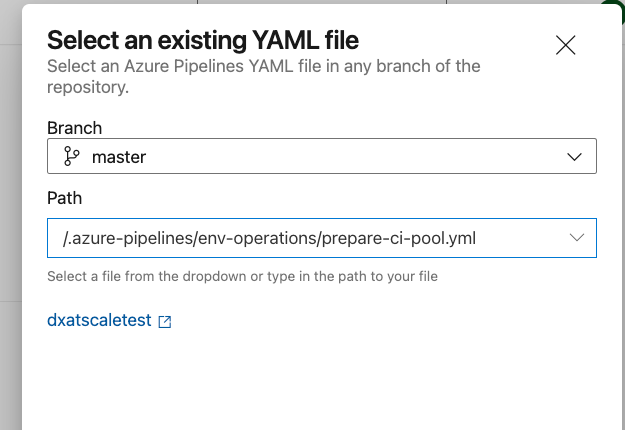 Select an existing YAML file
Select an Azure Pipelines YAML file in any branch of the
repository.
Branch
master
Path
/.azure-pipelines/env-operations/prepare-ci-pool.yml
Select a file from the dropdown or type in the path to your file
dxatscaletest